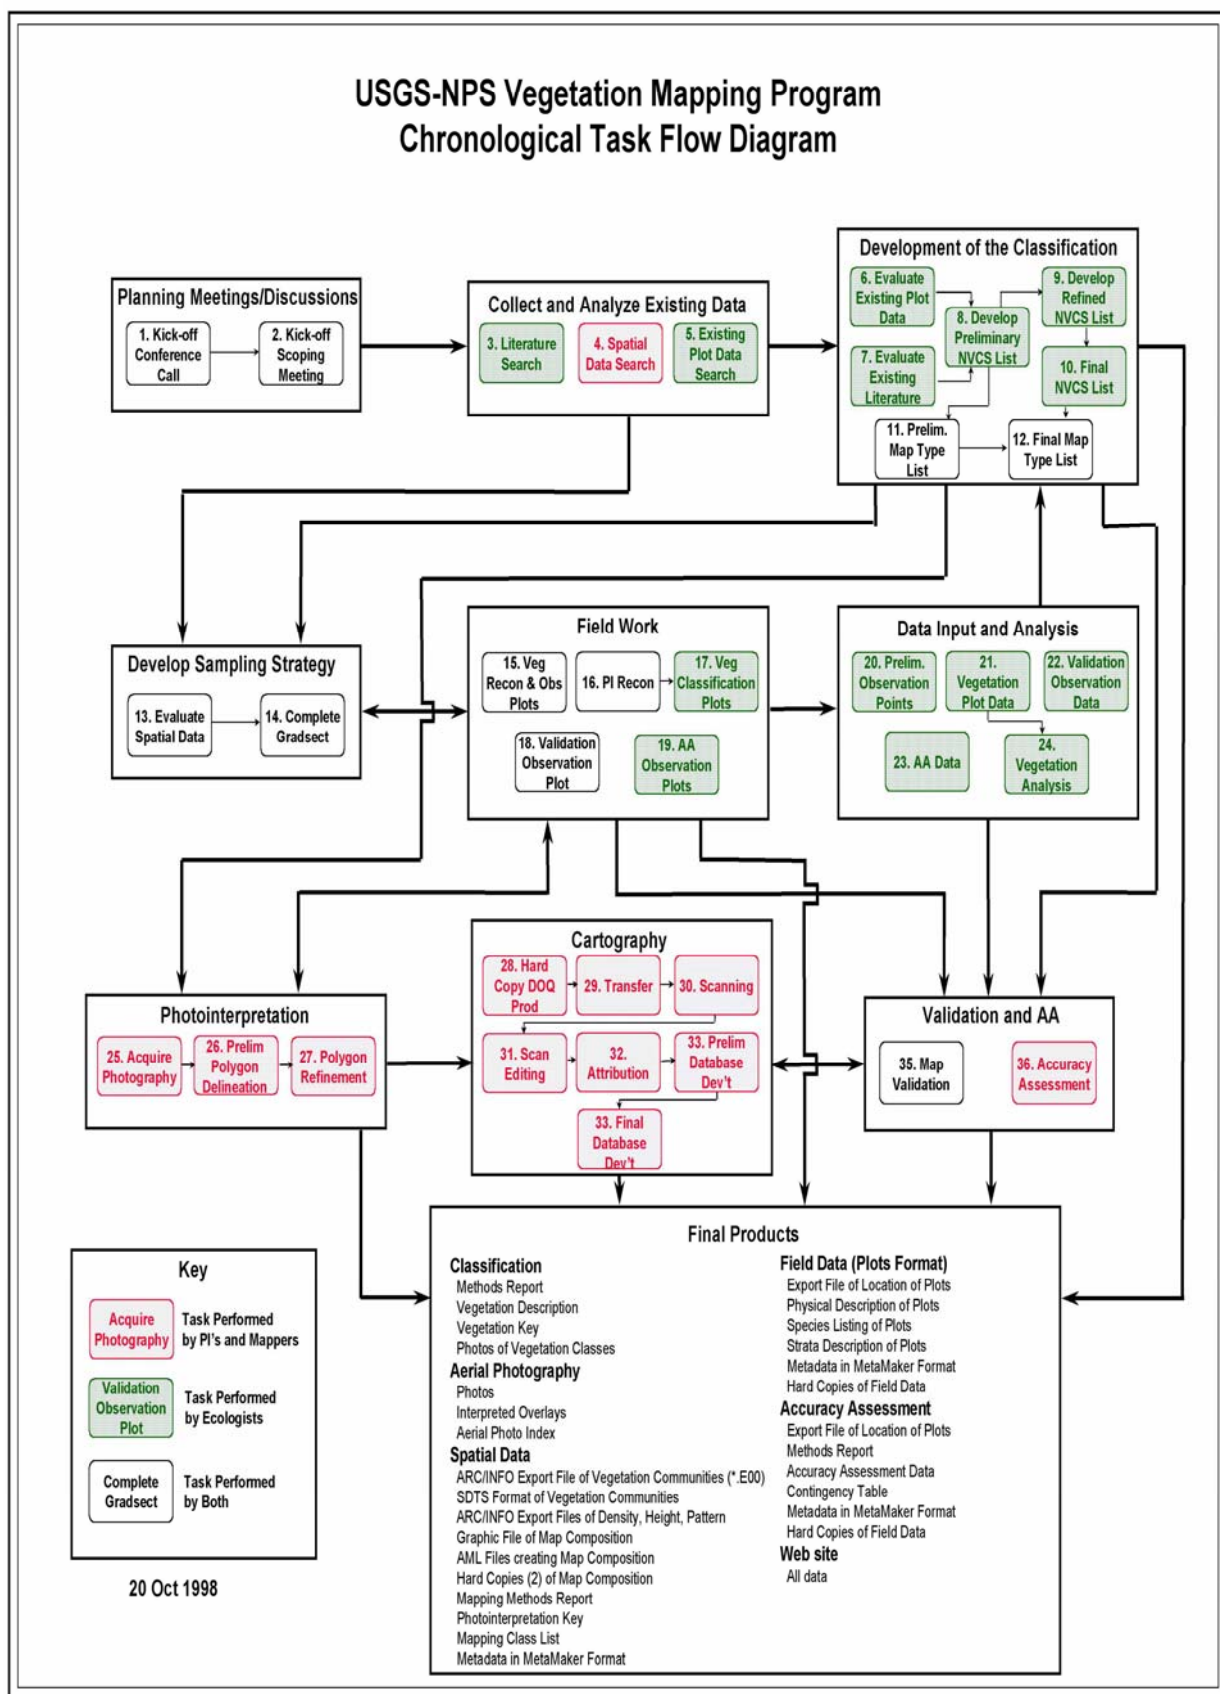 USGS-NPS Vegetation Mapping Program
Chronological Task Flow Diagram
Planning Meetings/Discussions
1. Kick-off
Conference
Call
2. Kick-off
Scoping
Meeting
Collect and Analyze Existing Data
3. Literature
Search
4. Spatial
Data Search
5. Existing
Plot Data
Search
Development of the Classification
6. Evaluate
Existing Plot
Data
7. Evaluate
Existing
Literature
8. Develop
Preliminary
NVCS List
9. Develop
Refined
NVCS List
10. Final
NVCS List
11. Prelim.
Map Type
List
12. Final Map
Type List
Develop Sampling Strategy
13. Evaluate
Spatial Data
14. Complete
Gradsect
Field Work
15. Veg
Recon & Obs
Plots
16. PI Recon
17. Veg
Classification
Plots
18. Validation
Observation
Plot
19. AA
Observation
Plots
Data Input and Analysis
20. Prelim.
Observation
Points
21.
Vegetation
Plot Data
22. Validation
Observation
Data
23. AA Data
24.
Vegetation
Analysis
Photointerpretation
25. Acquire
Photography
26. Prelim
Polygon
Delineation
27. Polygon
Refinement
Cartography
28. Hard
Copy DOQ
Prod
29. Transfer
30. Scanning
31. Scan
Editing
32.
Attribution
33. Prelim
Database
Dev't
33. Final
Database
Dev't
Validation and AA
35. Map
Validation
36. Accuracy
Assessment
Key
Acquire
Photography
Task Performed
by PI's and Mappers
Validation
Observation
Plot
Task Performed
by Ecologists
Complete
Gradsect
Task Performed
by Both
20 Oct 1998
Final Products
Classification
Methods Report
Vegetation Description
Vegetation Key
Photos of Vegetation Classes
Aerial Photography
Photos
Interpreted Overlays
Aerial Photo Index
Spatial Data
ARC/INFO Export File of Vegetation Communities (*.E00)
SDTS Format of Vegetation Communities
ARC/INFO Export Files of Density, Height, Pattern
Graphic File of Map Composition
AML Files creating Map Composition
Hard Copies (2) of Map Composition
Mapping Methods Report
Photointerpretation Key
Mapping Class List
Metadata in MetaMaker Format
Field Data (Plots Format)
Export File of Location of Plots
Physical Description of Plots
Species Listing of Plots
Strata Description of Plots
Metadata in MetaMaker Format
Hard Copies of Field Data
Accuracy Assessment
Export File of Location of Plots
Methods Report
Accuracy Assessment Data
Contingency Table
Metadata in MetaMaker Format
Hard Copies of Field Data
Web site
All data